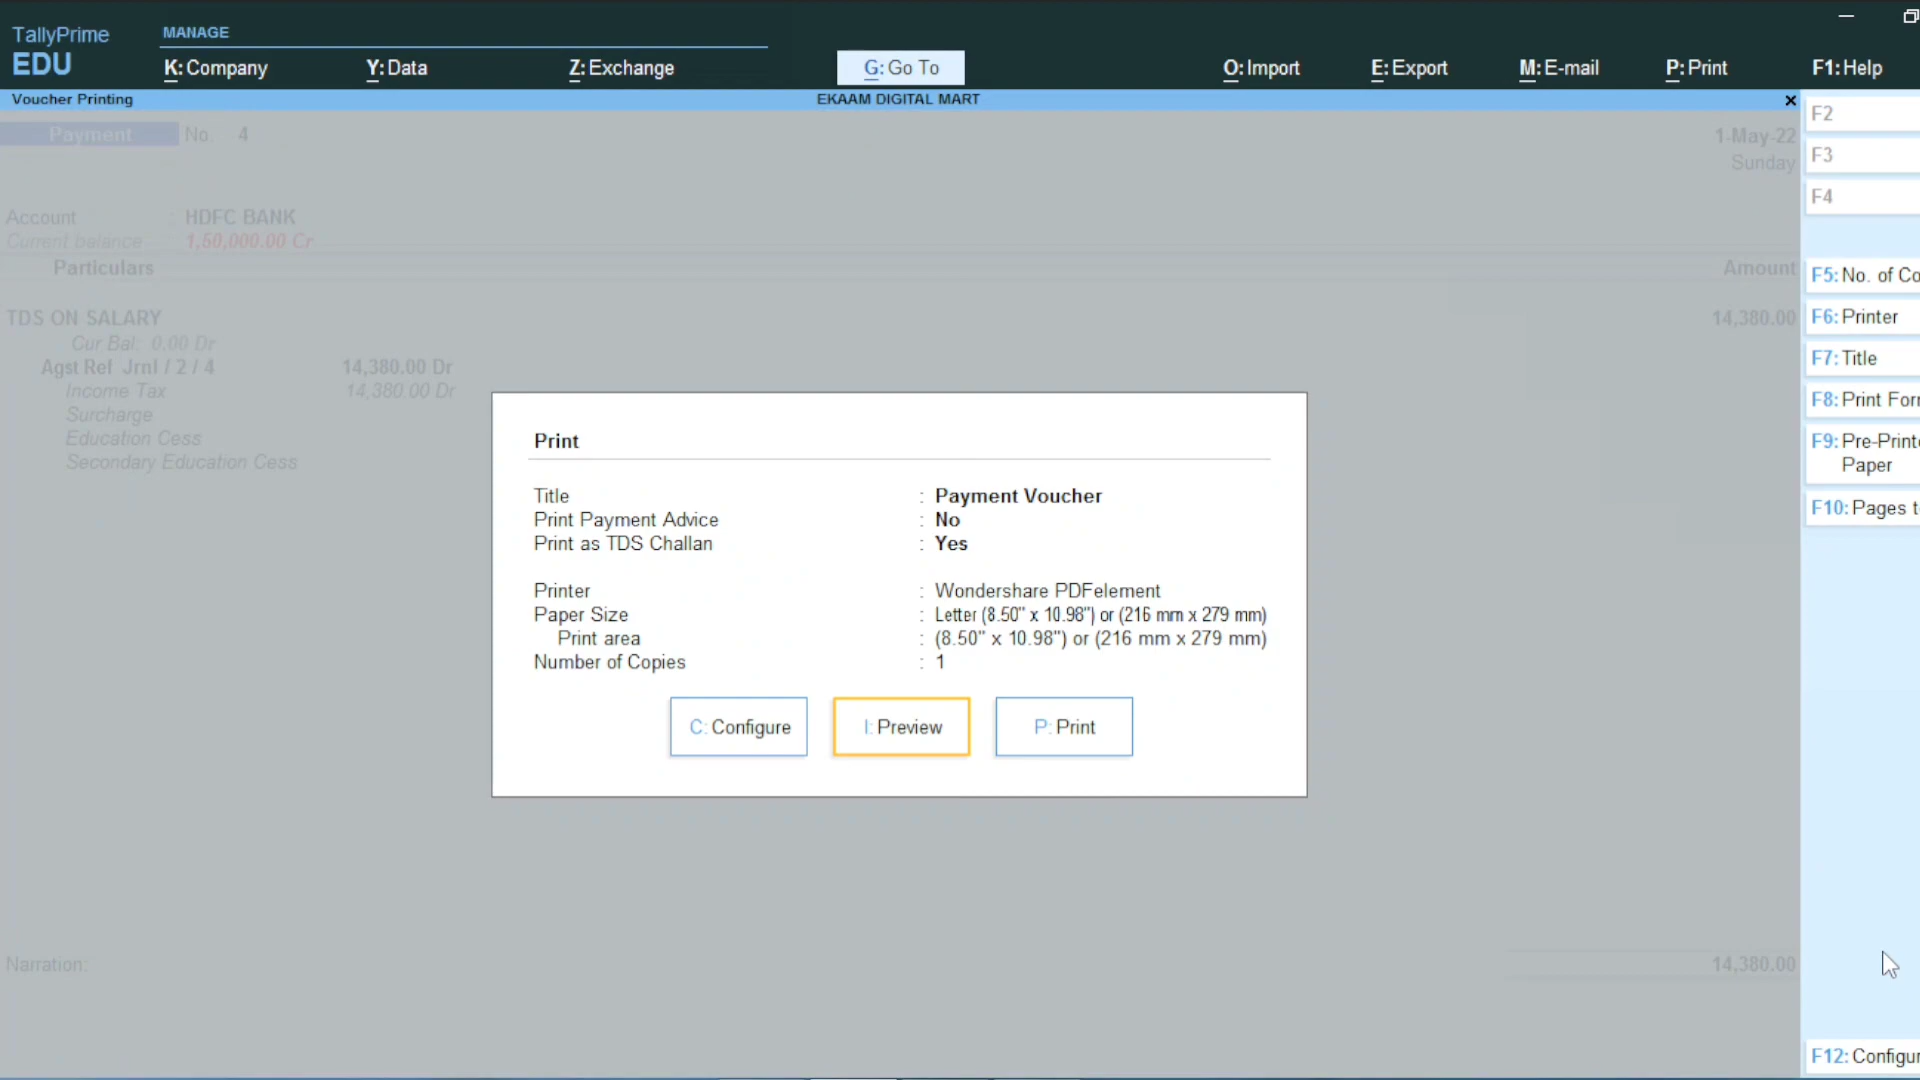 TallyPrime
EDU
MANAGE
K: Company
Y: Data
Z: Exchange
G: Go To
O: Import
E: Export
M: E-mail
P: Print
F1: Help
Voucher Printing
EKAAM DIGITAL MART
Payment No. 4
1-May-22
Sunday
Account : HDFC BANK
Current balance : 1,50,000.00 Cr
Particulars
Amount
TDS ON SALARY
14,380.00
Cur Bal: 0.00 Dr
Agst Ref Jrnl / 2 / 4 14,380.00 Dr
Income Tax 14,380.00 Dr
Surcharge
Education Cess
Secondary Education Cess
Print
Title : Payment Voucher
Print Payment Advice : No
Print as TDS Challan : Yes
Printer : Wondershare PDFelement
Paper Size : Letter (8.50" x 10.98") or (216 mm x 279 mm)
Print area : (8.50" x 10.98") or (216 mm x 279 mm)
Number of Copies : 1
C: Configure
I: Preview
P: Print
Narration:
14,380.00
F2
F3
F4
F5: No. of Co
F6: Printer
F7: Title
F8: Print For
F9: Pre-Print
Paper
F10: Pages t
F12: Configur